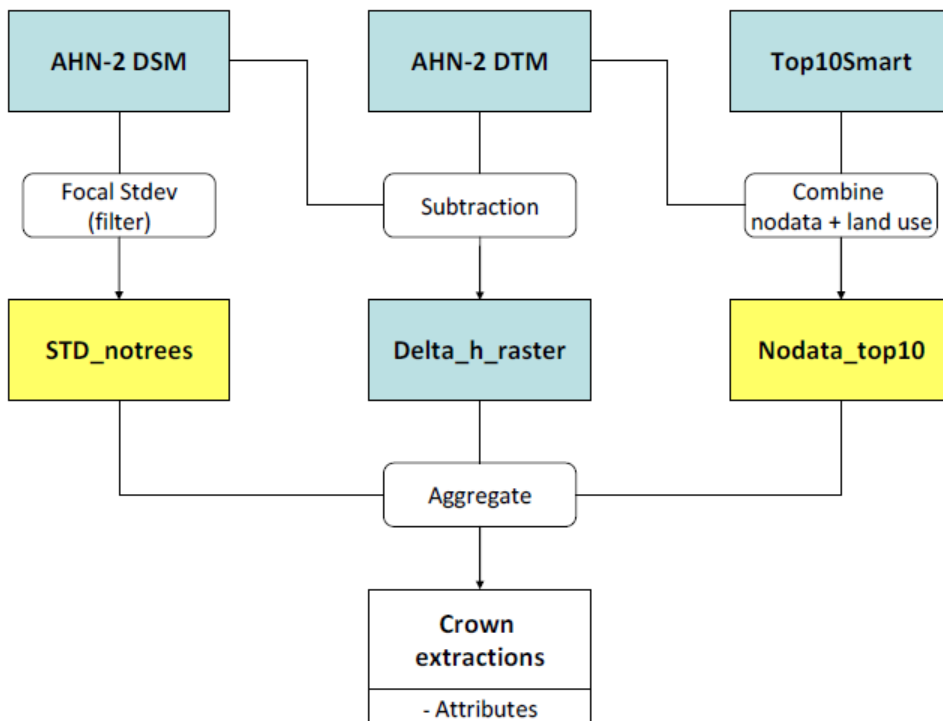 AHN-2 DSM
AHN-2 DTM
Top10Smart
Focal Stdev
(filter)
Subtraction
Combine
nodata + land use
STD_notrees
Delta_h_raster
Nodata_top10
Aggregate
Crown
extractions
- Attributes